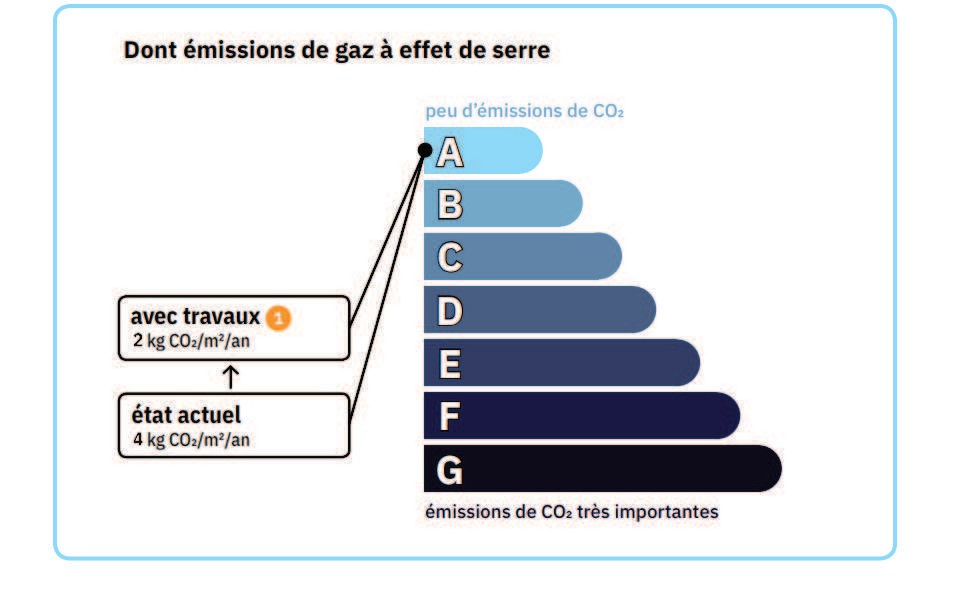 Dont émissions de gaz à effet de serre
peu d'émissions de CO₂
A
B
C
D
E
F
G
avec travaux 1
2 kg CO₂/m²/an
état actuel
4 kg CO₂/m²/an
émissions de CO₂ très importantes